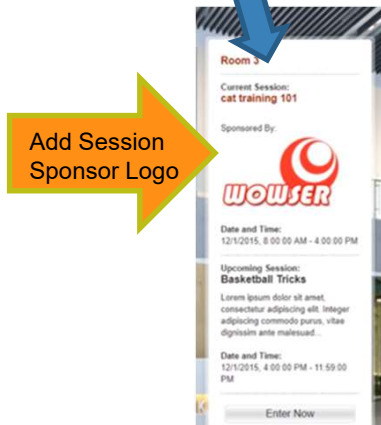 Room 3
Current Session:
cat training 101
Sponsored By:
Add Session
Sponsor Logo
WOWSER
Date and Time:
12/1/2015, 8:00:00 AM - 4:00:00 PM
Upcoming Session:
Basketball Tricks
Lorem ipsum dolor sit amet,
consectetur adipiscing elit. Integer
adipiscing commodo purus, vitae
dignissim ante malesuad...
Date and Time:
12/1/2015, 4:00:00 PM - 11:59:00
PM
Enter Now